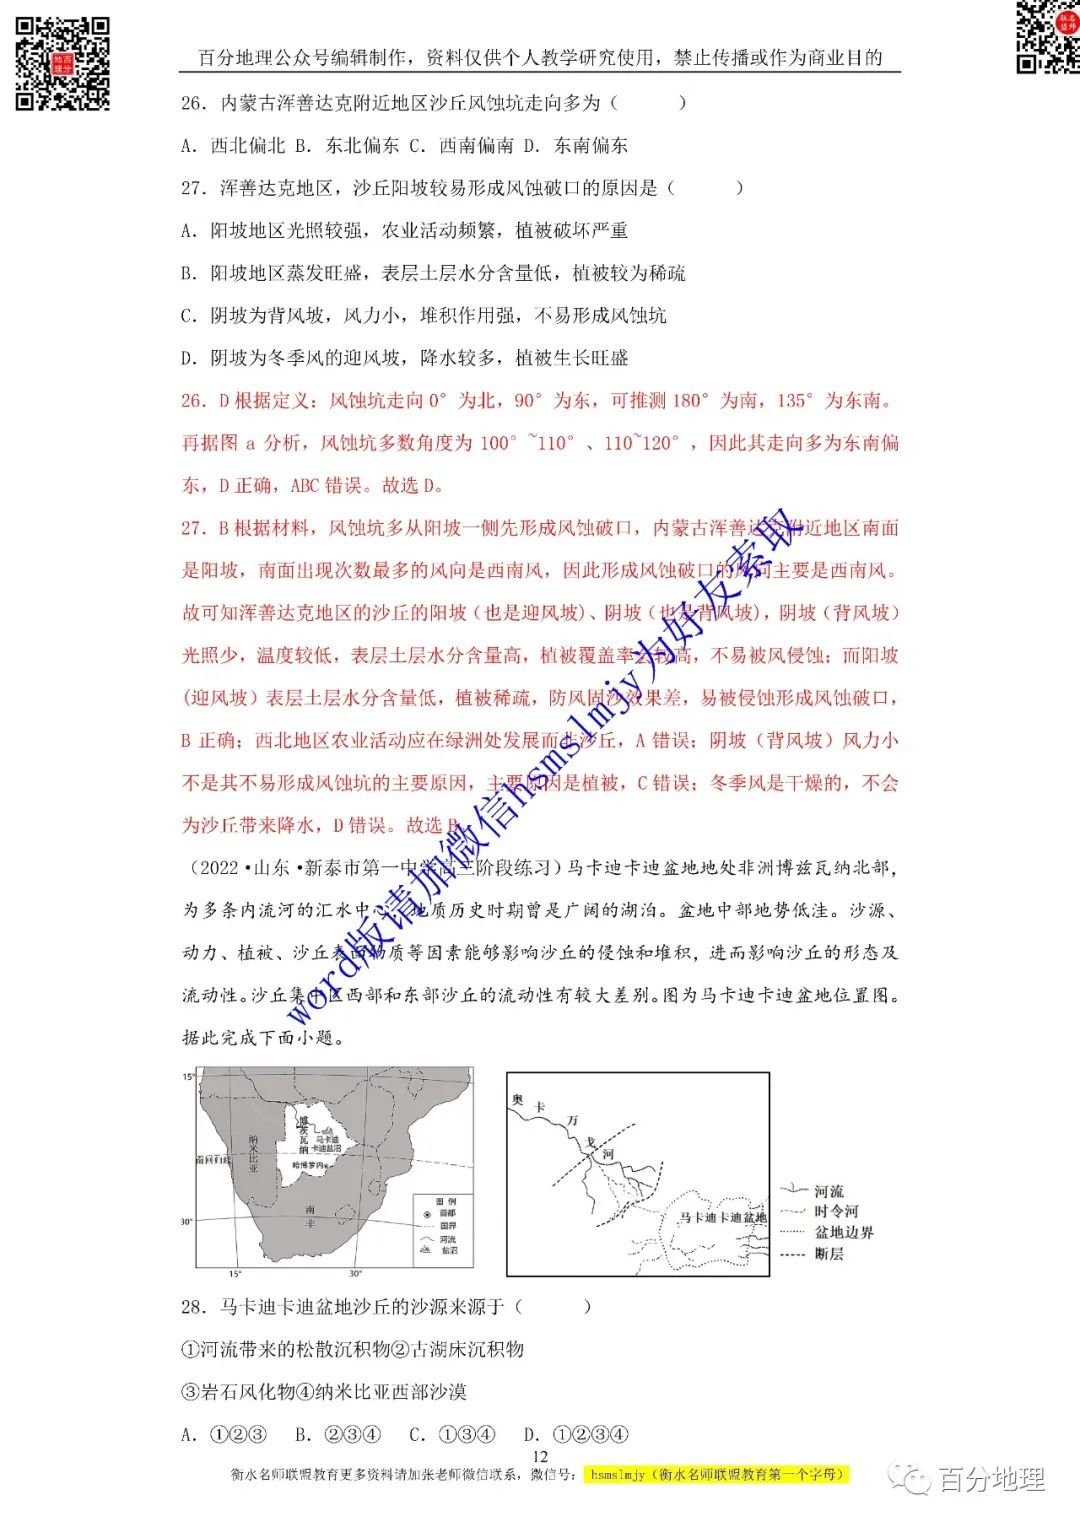 百分地理公众号编辑制作，资料仅供个人教学研究使用，禁止传播或作为商业目的
26．内蒙古浑善达克附近地区沙丘风蚀坑走向多为（　　）
A．西北偏北 B．东北偏东 C．西南偏南 D．东南偏东
27．浑善达克地区，沙丘阳坡较易形成风蚀破口的原因是（　　）
A．阳坡地区光照较强，农业活动频繁，植被破坏严重
B．阳坡地区蒸发旺盛，表层土层水分含量低，植被较为稀疏
C．阴坡为背风坡，风力小，堆积作用强，不易形成风蚀坑
D．阴坡为冬季风的迎风坡，降水较多，植被生长旺盛
26．D 根据定义：风蚀坑走向 0°为北，90°为东，可推测 180°为南，135°为东南。
再据图 a 分析，风蚀坑多数角度为 100°~110°、110~120°，因此其走向多为东南偏
东，D 正确，ABC 错误。故选 D。
27．B 根据材料，风蚀坑多从阳坡一侧先形成风蚀破口，内蒙古浑善达克附近地区南面
是阳坡，南面出现次数最多的风向是西南风，因此形成风蚀破口的风向主要是西南风。
故可知浑善达克地区的沙丘的阳坡（也是迎风坡）、阴坡（也是背风坡），阴坡（背风坡）
光照少，温度较低，表层土层水分含量高，植被覆盖率会较高，不易被风侵蚀；而阳坡
(迎风坡）表层土层水分含量低，植被稀疏，防风固沙效果差，易被侵蚀形成风蚀破口，
B 正确；西北地区农业活动应在绿洲处发展而非沙丘，A 错误；阴坡（背风坡）风力小
不是其不易形成风蚀坑的主要原因，主要原因是植被，C 错误；冬季风是干燥的，不会
为沙丘带来降水，D 错误。故选 B。
word版请加微信hsmslmjy为好友索取
（2022·山东·新泰市第一中学高三阶段练习）马卡迪卡迪盆地地处非洲博兹瓦纳北部，
为多条内流河的汇水中心，地质历史时期曾是广阔的湖泊。盆地中部地势低洼。沙源、
动力、植被、沙丘表面物质等因素能够影响沙丘的侵蚀和堆积，进而影响沙丘的形态及
流动性。沙丘集中区西部和东部沙丘的流动性有较大差别。图为马卡迪卡迪盆地位置图。
据此完成下面小题。
15°
纳米比亚
博茨瓦纳
马卡迪
卡迪盐沼
南回归线
哈博罗内
南非
30°
图 例
首都
国界
河流
盐沼
15°
30°
奥卡万戈河
马卡迪卡迪盆地
河流
时令河
盆地边界
断层
28．马卡迪卡迪盆地沙丘的沙源来源于（　　）
①河流带来的松散沉积物②古湖床沉积物
③岩石风化物④纳米比亚西部沙漠
A．①②③ B．②③④ C．①③④ D．①②③④
12
衡水名师联盟教育更多资料请加张老师微信联系，微信号： hsmslmjy（衡水名师联盟教育第一个字母）
百分地理